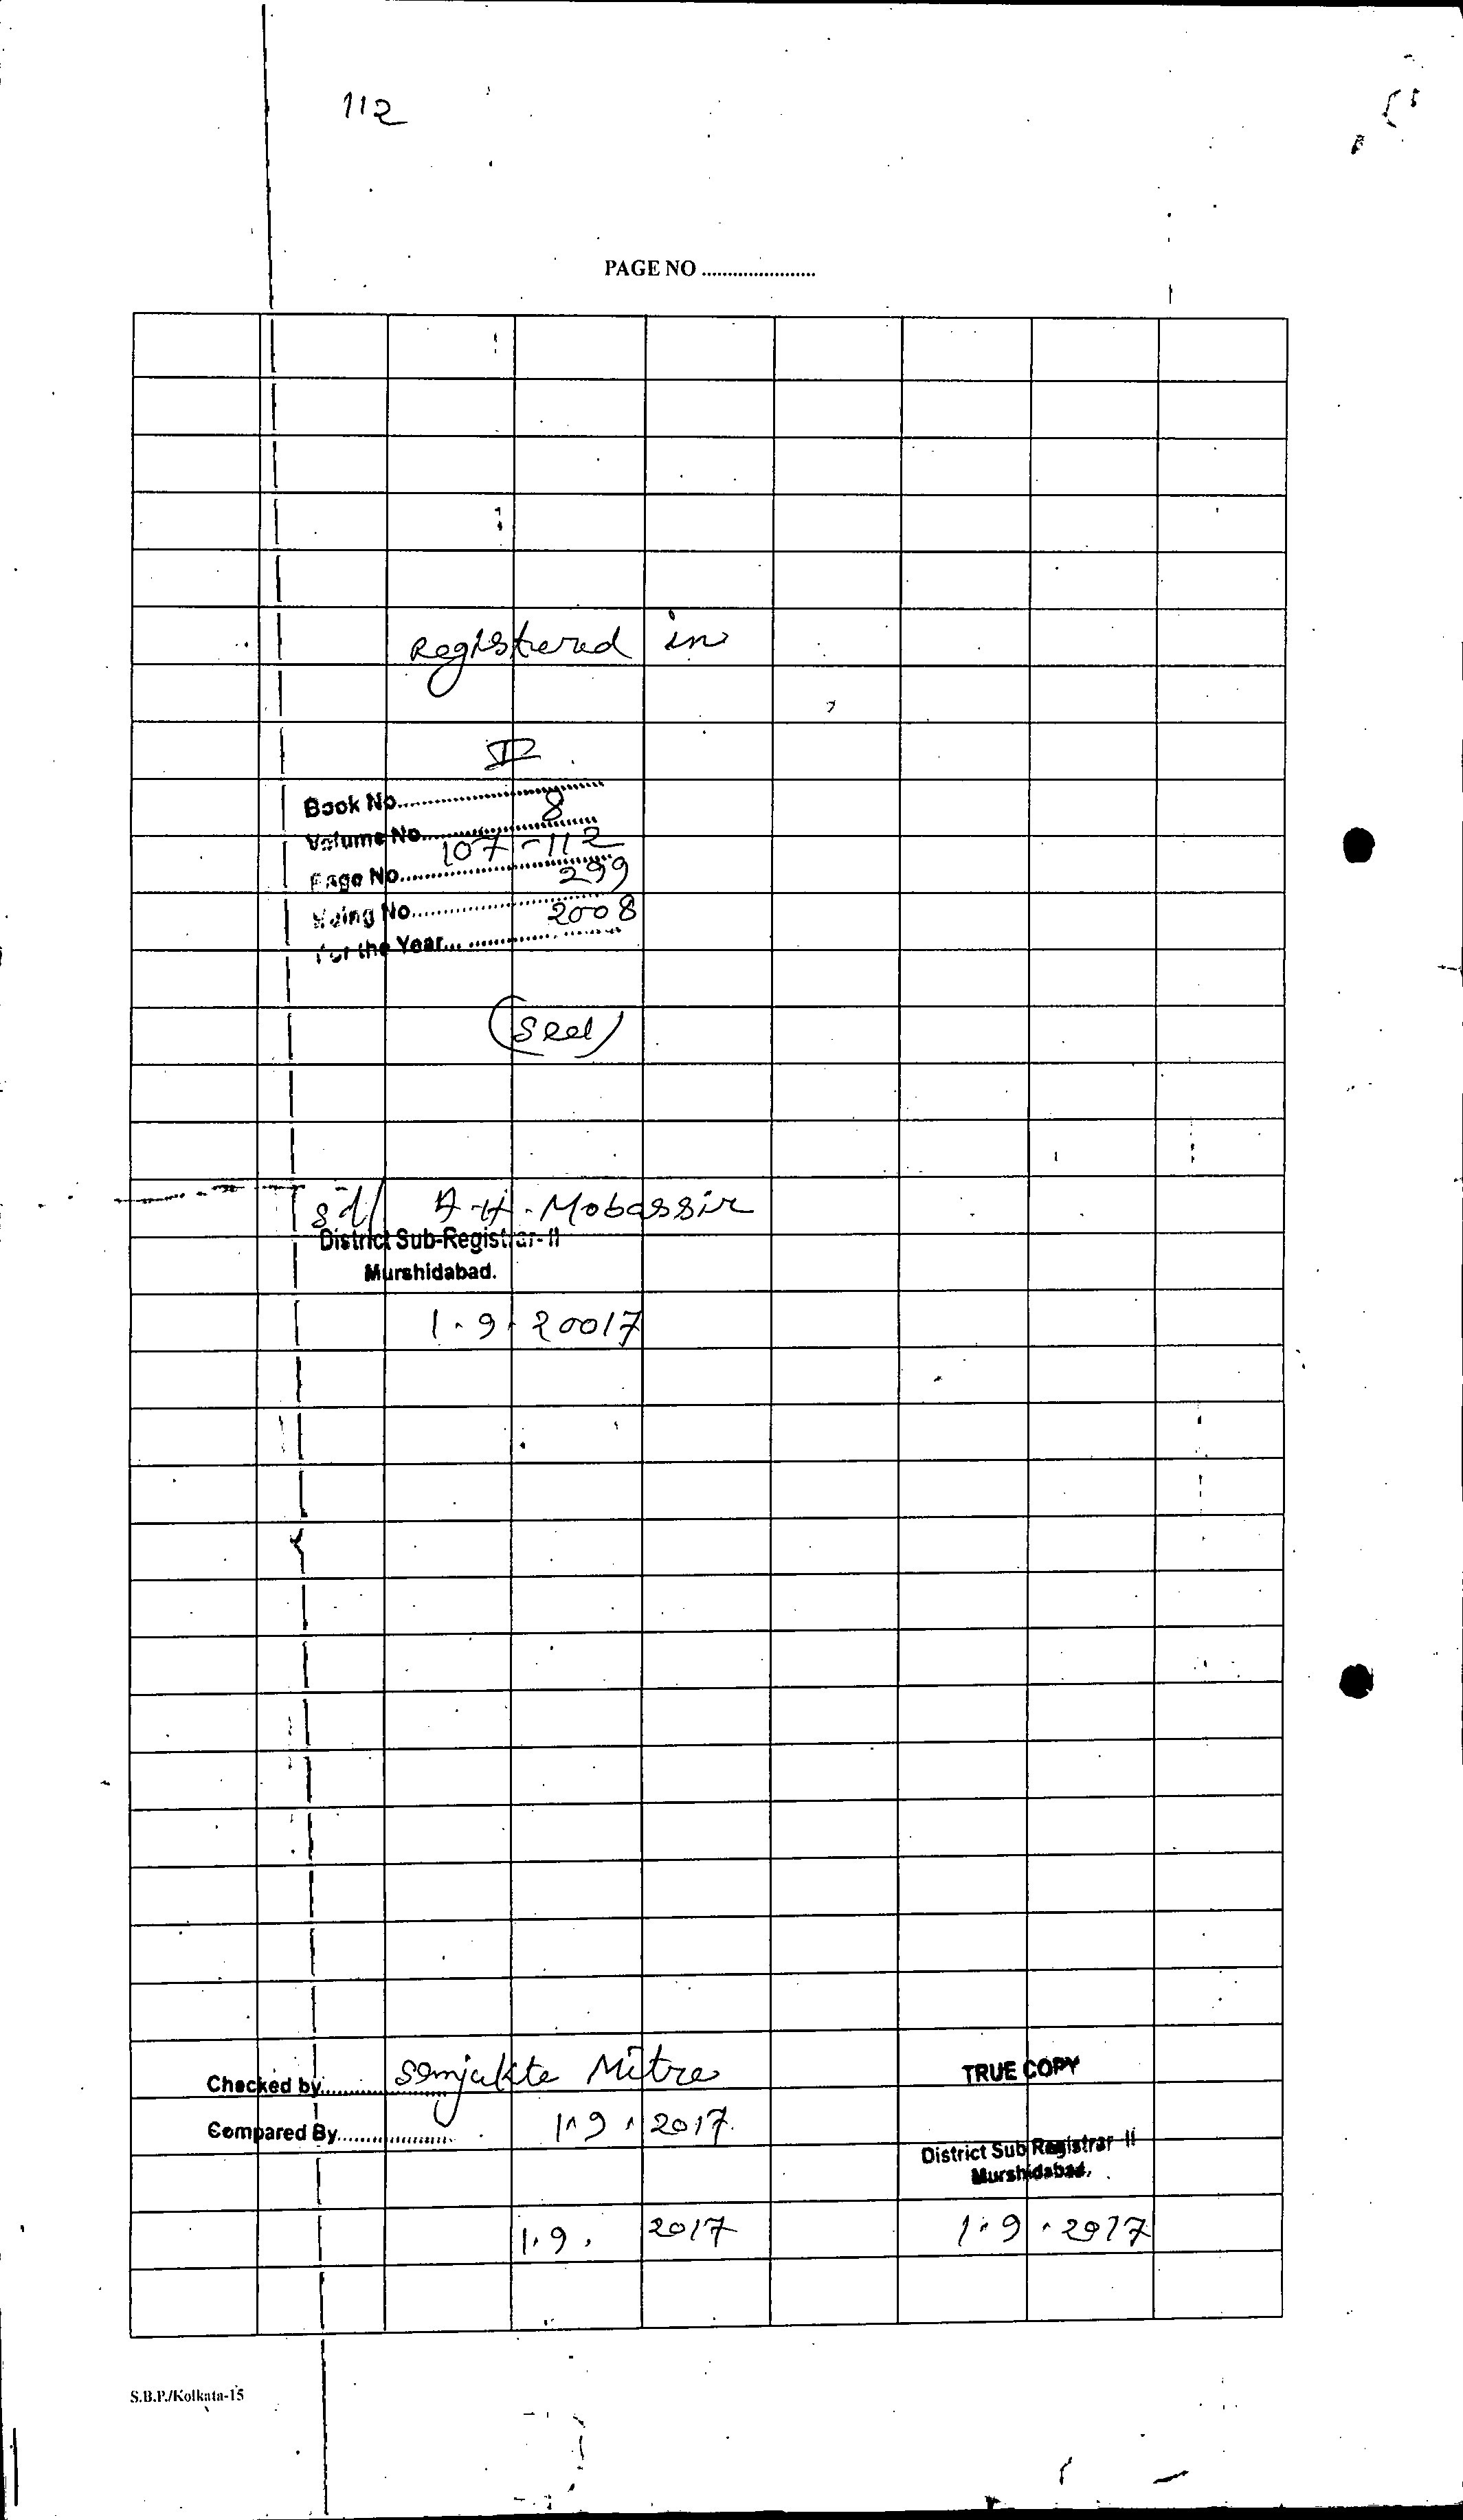 112
PAGE NO ......................
Registered in
IV
Book No..............................
8
Volume No..............................
107 - 112
Page No..............................
299
Being No..............................
2008
For the Year..............................
(Seal)
sd/ A-H-Mobassir
District Sub-Registrar-II
Murshidabad.
1.9.20017
Checked by.................... Mitra
TRUE COPY
Compared By.................... 1.9.2017
District Sub Registrar-II
Murshidabad.
1.9. 2017
1.9.2017
S.B.P./Kolkata-15